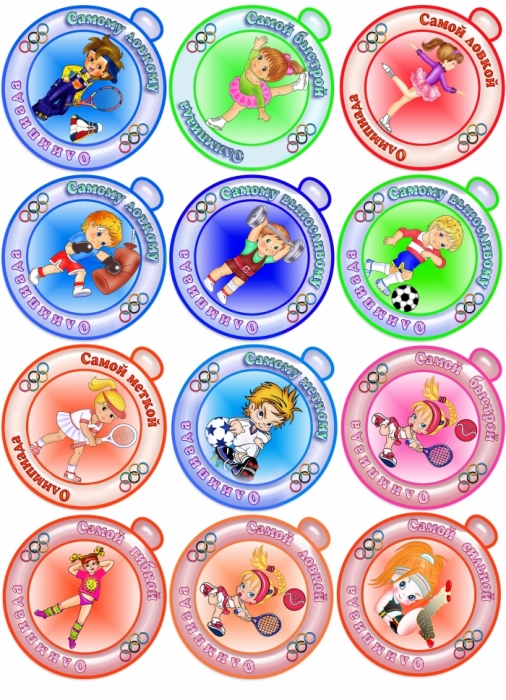 Самому ловкому
Олимпиада
Самой быстрой
Олимпиада
Самой ловкой
Олимпиада
Самому ловкому
Олимпиада
Самому выносливому
Олимпиада
Самому выносливому
Олимпиада
Самой меткой
Олимпиада
Самому меткому
Олимпиада
Самой быстрой
Олимпиада
Самой гибкой
Олимпиада
Самой ловкой
Олимпиада
Самой сильной
Олимпиада